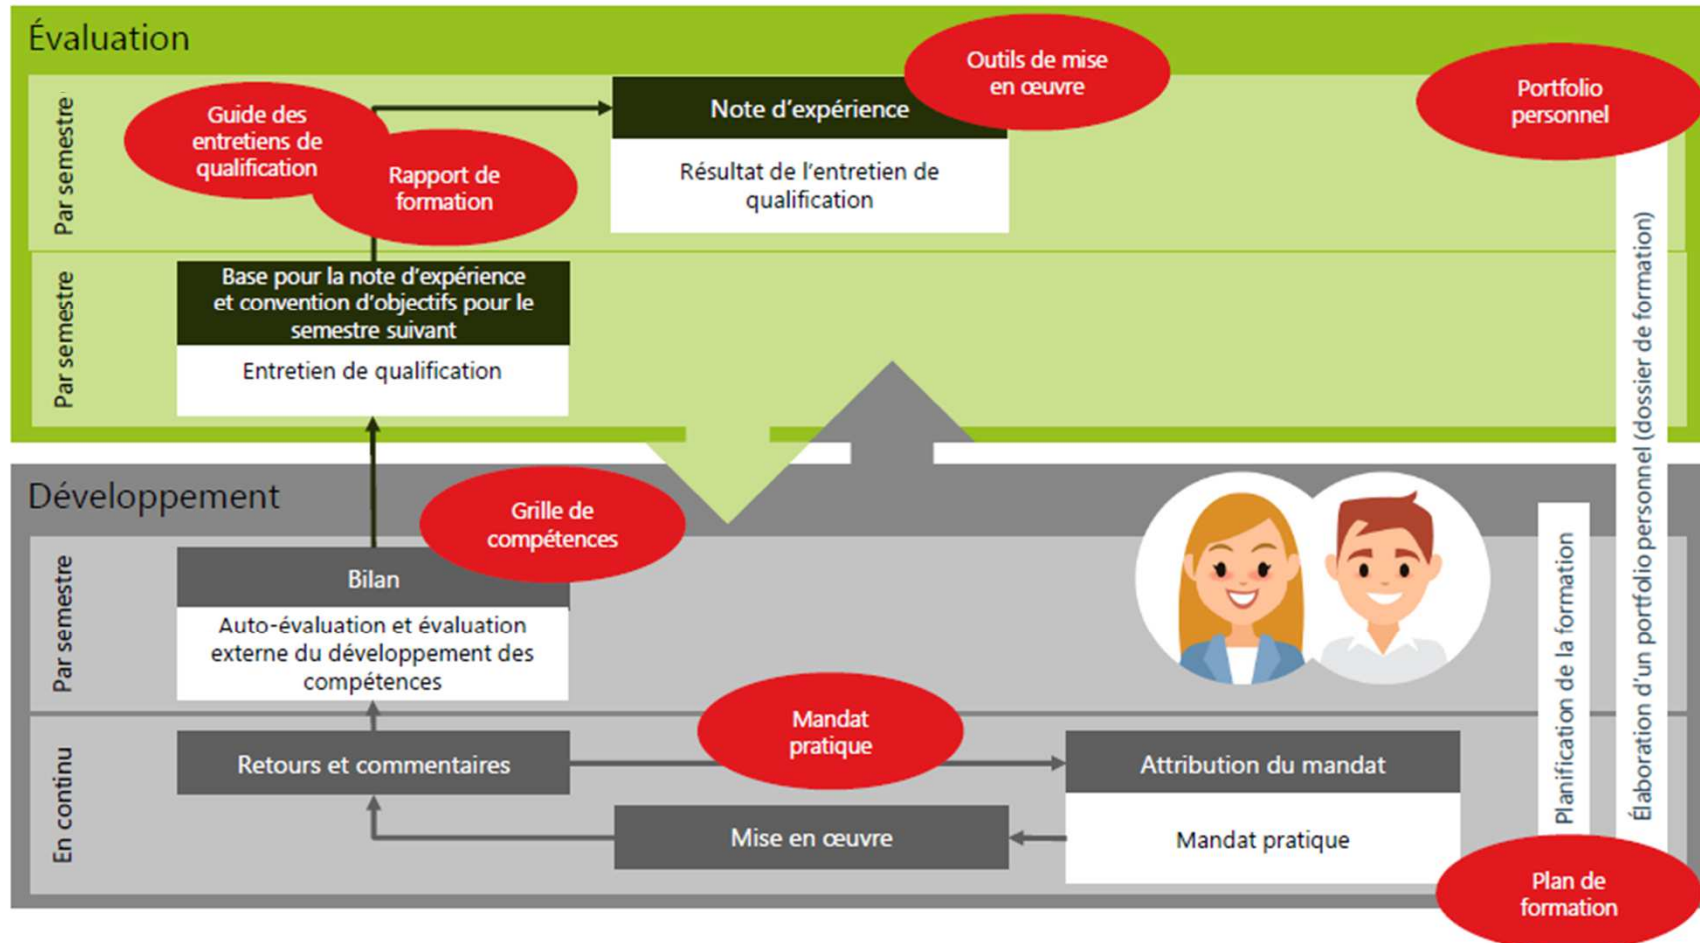 Évaluation
Par semestre
Guide des
entretiens de
qualification
Rapport de
formation
Note d'expérience
Résultat de l'entretien de
qualification
Outils de mise
en œuvre
Portfolio
personnel
Par semestre
Base pour la note d'expérience
et convention d'objectifs pour le
semestre suivant
Entretien de qualification
Développement
Par semestre
Grille de
compétences
Bilan
Auto-évaluation et évaluation
externe du développement des
compétences
En continu
Retours et commentaires
Mandat
pratique
Attribution du mandat
Mandat pratique
Mise en œuvre
Planification de la formation
Élaboration d'un portfolio personnel (dossier de formation)
Plan de
formation